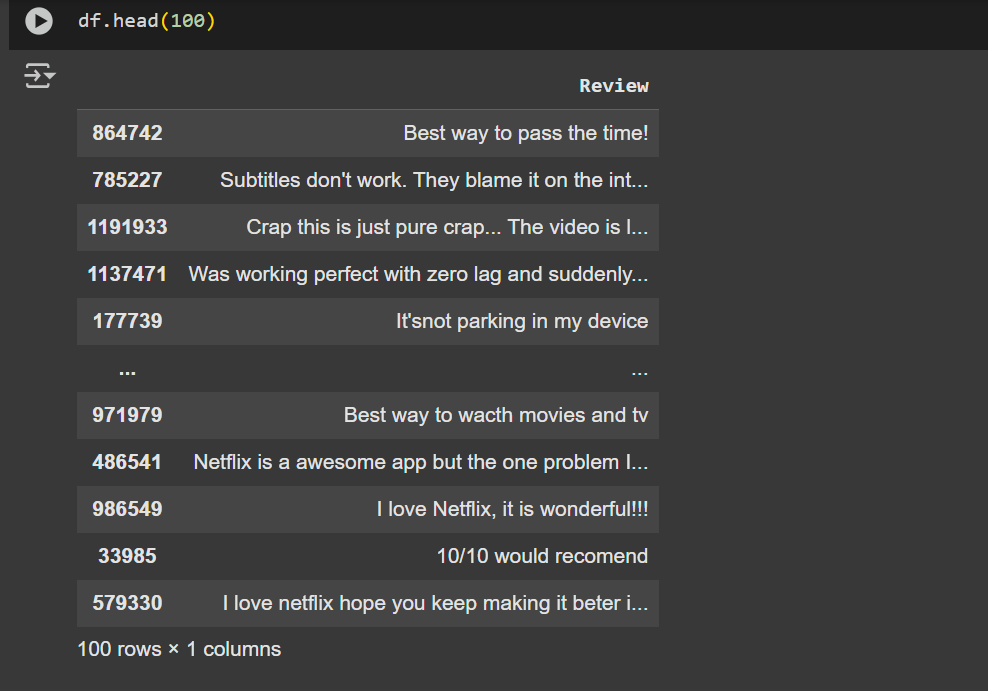 df.head(100)
Review
864742 Best way to pass the time!
785227 Subtitles don't work. They blame it on the int...
1191933 Crap this is just pure crap... The video is l...
1137471 Was working perfect with zero lag and suddenly...
177739 It'snot parking in my device
... ...
971979 Best way to wacth movies and tv
486541 Netflix is a awesome app but the one problem I...
986549 I love Netflix, it is wonderful!!!
33985 10/10 would recomend
579330 I love netflix hope you keep making it beter i...
100 rows × 1 columns